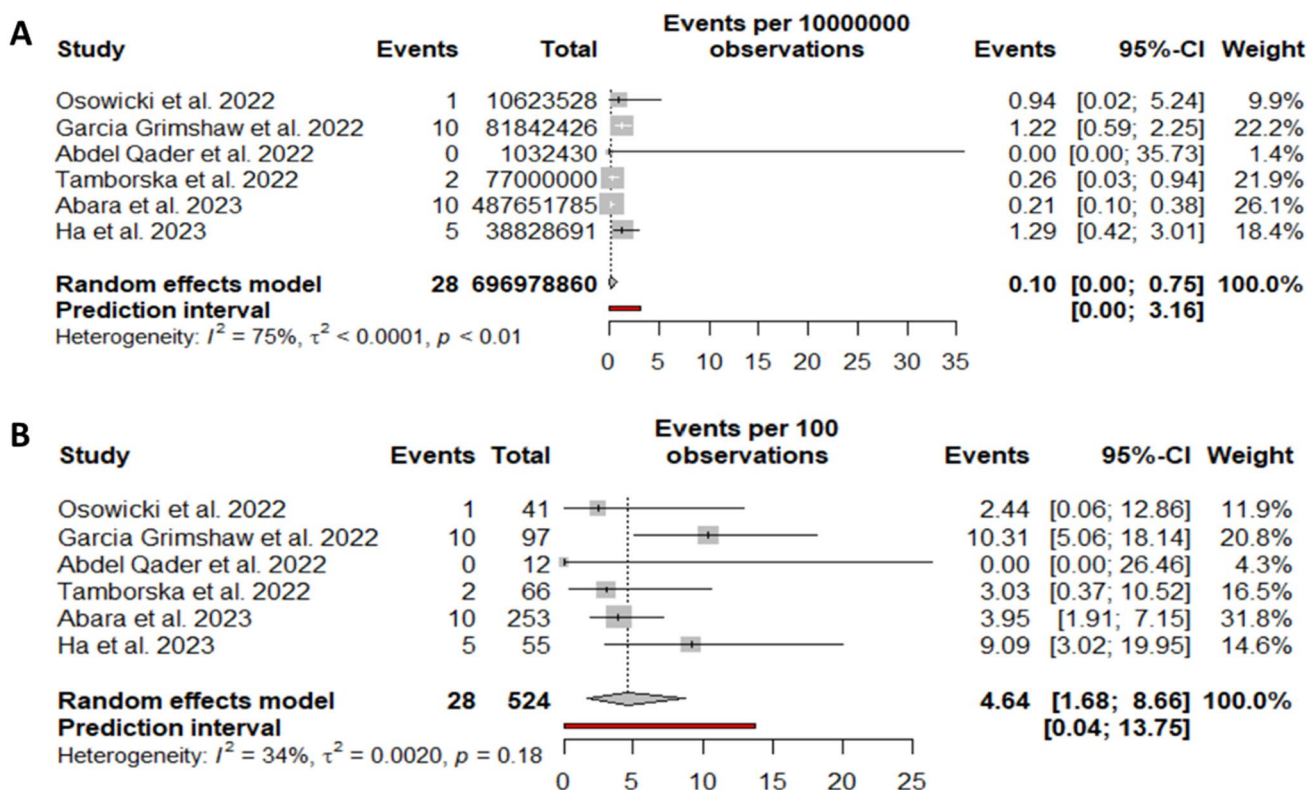 A
Events per 10000000
Study Events Total observations Events 95%-CI Weight
Osowicki et al. 2022 1 10623528 0.94 [0.02; 5.24] 9.9%
Garcia Grimshaw et al. 2022 10 81842426 1.22 [0.59; 2.25] 22.2%
Abdel Qader et al. 2022 0 1032430 0.00 [0.00; 35.73] 1.4%
Tamborska et al. 2022 2 77000000 0.26 [0.03; 0.94] 21.9%
Abara et al. 2023 10 487651785 0.21 [0.10; 0.38] 26.1%
Ha et al. 2023 5 38828691 1.29 [0.42; 3.01] 18.4%
Random effects model 28 696978860 0.10 [0.00; 0.75] 100.0%
Prediction interval [0.00; 3.16]
Heterogeneity: I² = 75%, τ² < 0.0001, p < 0.01
0 5 10 15 20 25 30 35
B
Events per 100
Study Events Total observations Events 95%-CI Weight
Osowicki et al. 2022 1 41 2.44 [0.06; 12.86] 11.9%
Garcia Grimshaw et al. 2022 10 97 10.31 [5.06; 18.14] 20.8%
Abdel Qader et al. 2022 0 12 0.00 [0.00; 26.46] 4.3%
Tamborska et al. 2022 2 66 3.03 [0.37; 10.52] 16.5%
Abara et al. 2023 10 253 3.95 [1.91; 7.15] 31.8%
Ha et al. 2023 5 55 9.09 [3.02; 19.95] 14.6%
Random effects model 28 524 4.64 [1.68; 8.66] 100.0%
Prediction interval [0.04; 13.75]
Heterogeneity: I² = 34%, τ² = 0.0020, p = 0.18
0 5 10 15 20 25